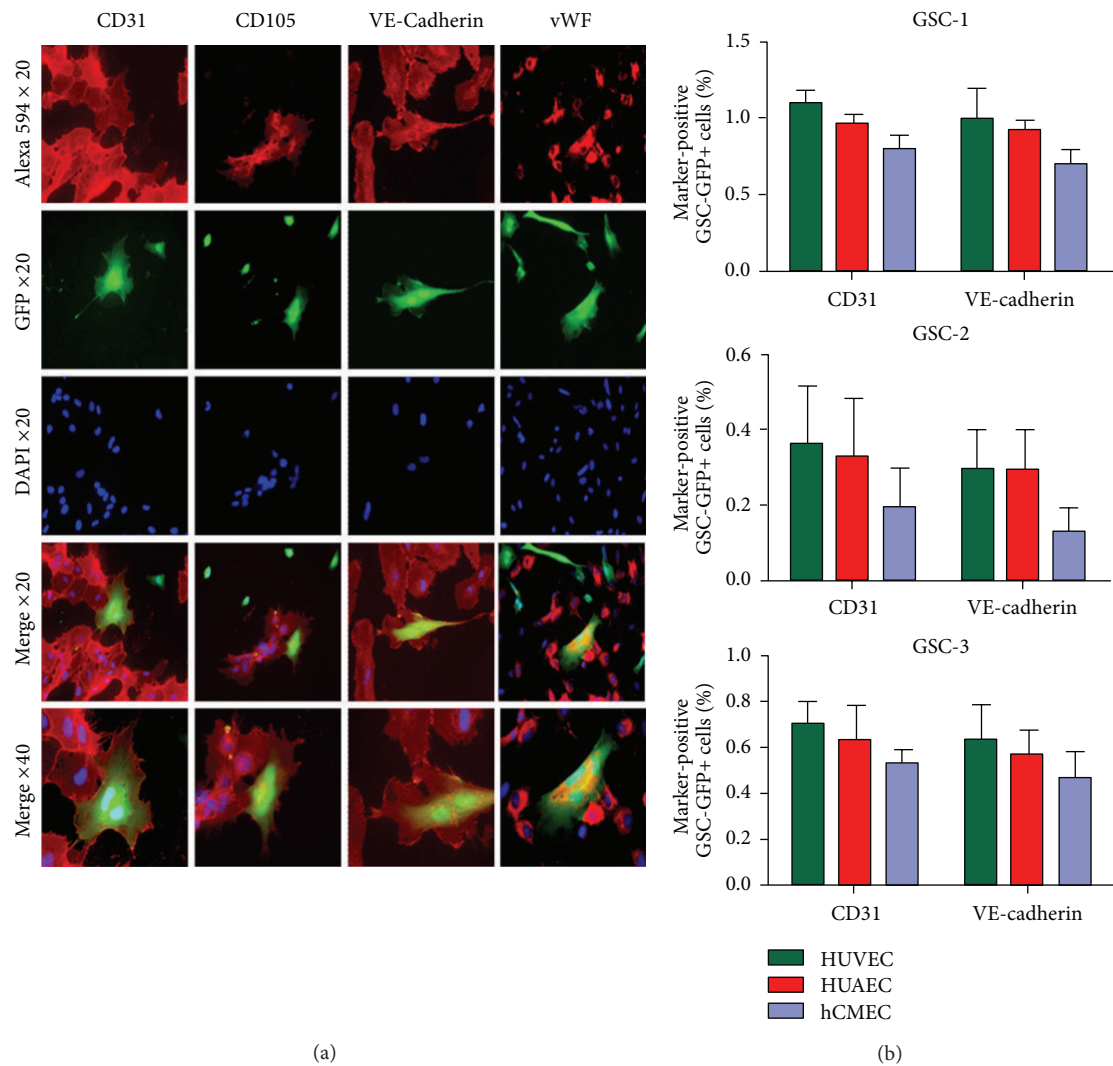 CD31 CD105 VE-Cadherin vWF
Alexa 594 × 20
GFP ×20
DAPI ×20
Merge ×20
Merge ×40
(a)
GSC-1
Marker-positive
GSC-GFP+ cells (%)
1.5
1.0
0.5
0.0
CD31 VE-cadherin
GSC-2
Marker-positive
GSC-GFP+ cells (%)
0.6
0.4
0.2
0.0
CD31 VE-cadherin
GSC-3
Marker-positive
GSC-GFP+ cells (%)
1.0
0.8
0.6
0.4
0.2
0.0
CD31 VE-cadherin
HUVEC
HUAEC
hCMEC
(b)